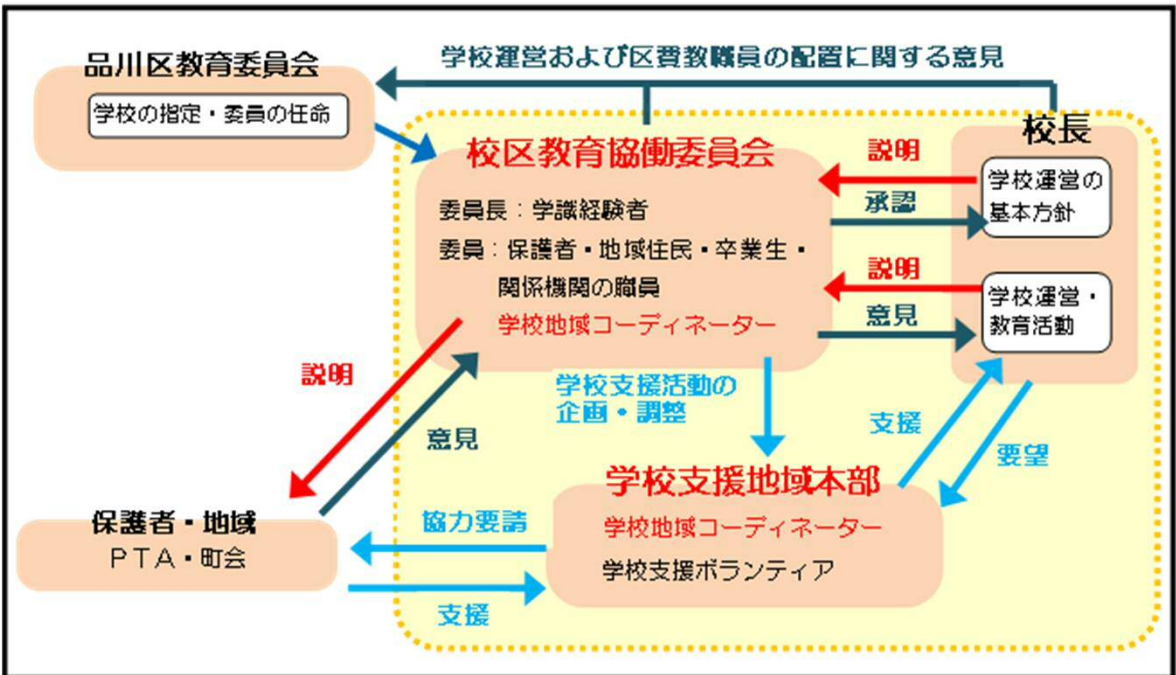 学校運営および区費教職員の配置に関する意見
品川区教育委員会
学校の指定・委員の任命
校区教育協働委員会
委員長：学識経験者
委員：保護者・地域住民・卒業生・
関係機関の職員
学校地域コーディネーター
説明
承認
説明
意見
校長
学校運営の
基本方針
学校運営・
教育活動
説明
意見
学校支援活動の
企画・調整
支援
要望
学校支援地域本部
学校地域コーディネーター
学校支援ボランティア
保護者・地域
ＰＴＡ・町会
協力要請
支援